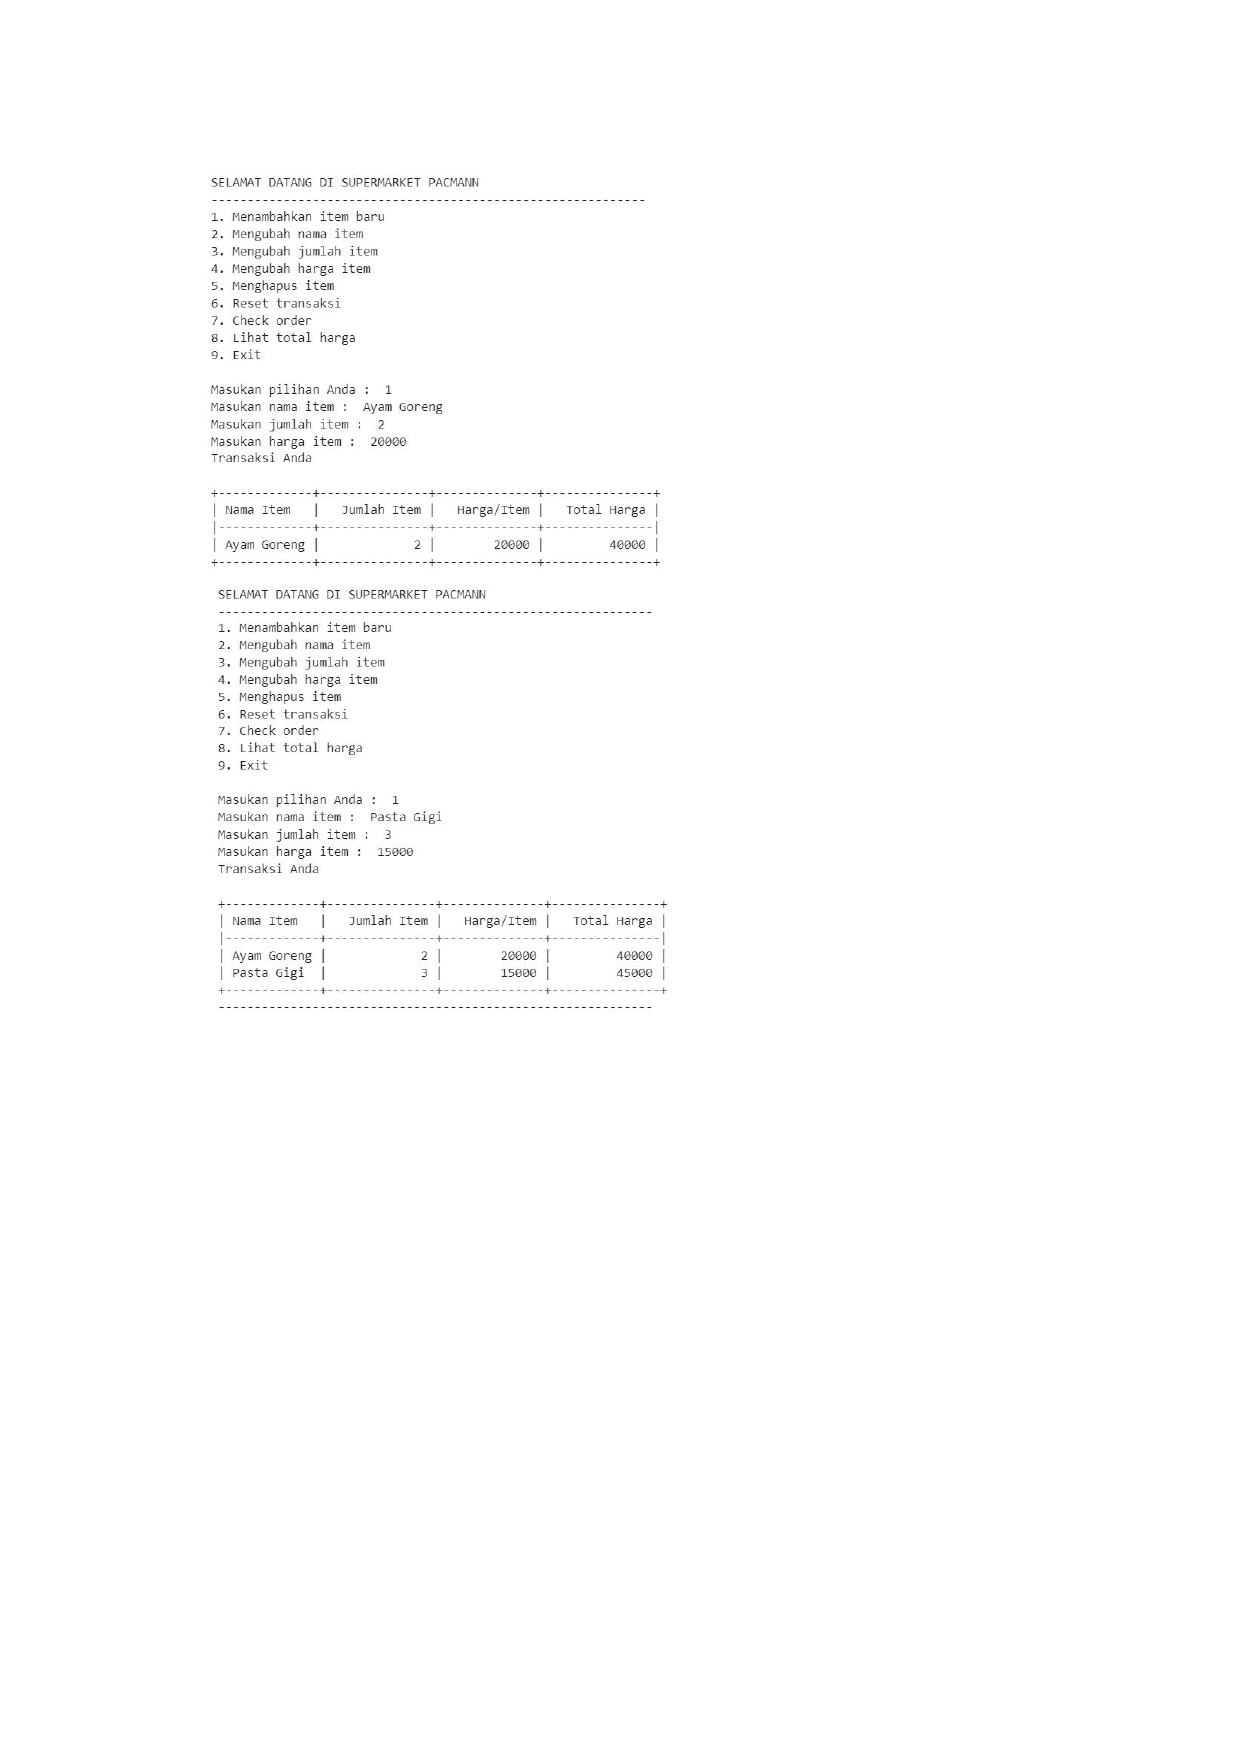 SELAMAT DATANG DI SUPERMARKET PACMANN
------------------------------------------------------------
1. Menambahkan item baru
2. Mengubah nama item
3. Mengubah jumlah item
4. Mengubah harga item
5. Menghapus item
6. Reset transaksi
7. Check order
8. Lihat total harga
9. Exit
Masukan pilihan Anda :  1
Masukan nama item :  Ayam Goreng
Masukan jumlah item :  2
Masukan harga item :  20000
Transaksi Anda
+-------------+---------------+--------------+---------------+
| Nama Item   |   Jumlah Item |   Harga/Item |   Total Harga |
|-------------+---------------+--------------+---------------|
| Ayam Goreng |             2 |        20000 |         40000 |
+-------------+---------------+--------------+---------------+
SELAMAT DATANG DI SUPERMARKET PACMANN
------------------------------------------------------------
1. Menambahkan item baru
2. Mengubah nama item
3. Mengubah jumlah item
4. Mengubah harga item
5. Menghapus item
6. Reset transaksi
7. Check order
8. Lihat total harga
9. Exit
Masukan pilihan Anda :  1
Masukan nama item :  Pasta Gigi
Masukan jumlah item :  3
Masukan harga item :  15000
Transaksi Anda
+-------------+---------------+--------------+---------------+
| Nama Item   |   Jumlah Item |   Harga/Item |   Total Harga |
|-------------+---------------+--------------+---------------|
| Ayam Goreng |             2 |        20000 |         40000 |
| Pasta Gigi  |             3 |        15000 |         45000 |
+-------------+---------------+--------------+---------------+
------------------------------------------------------------